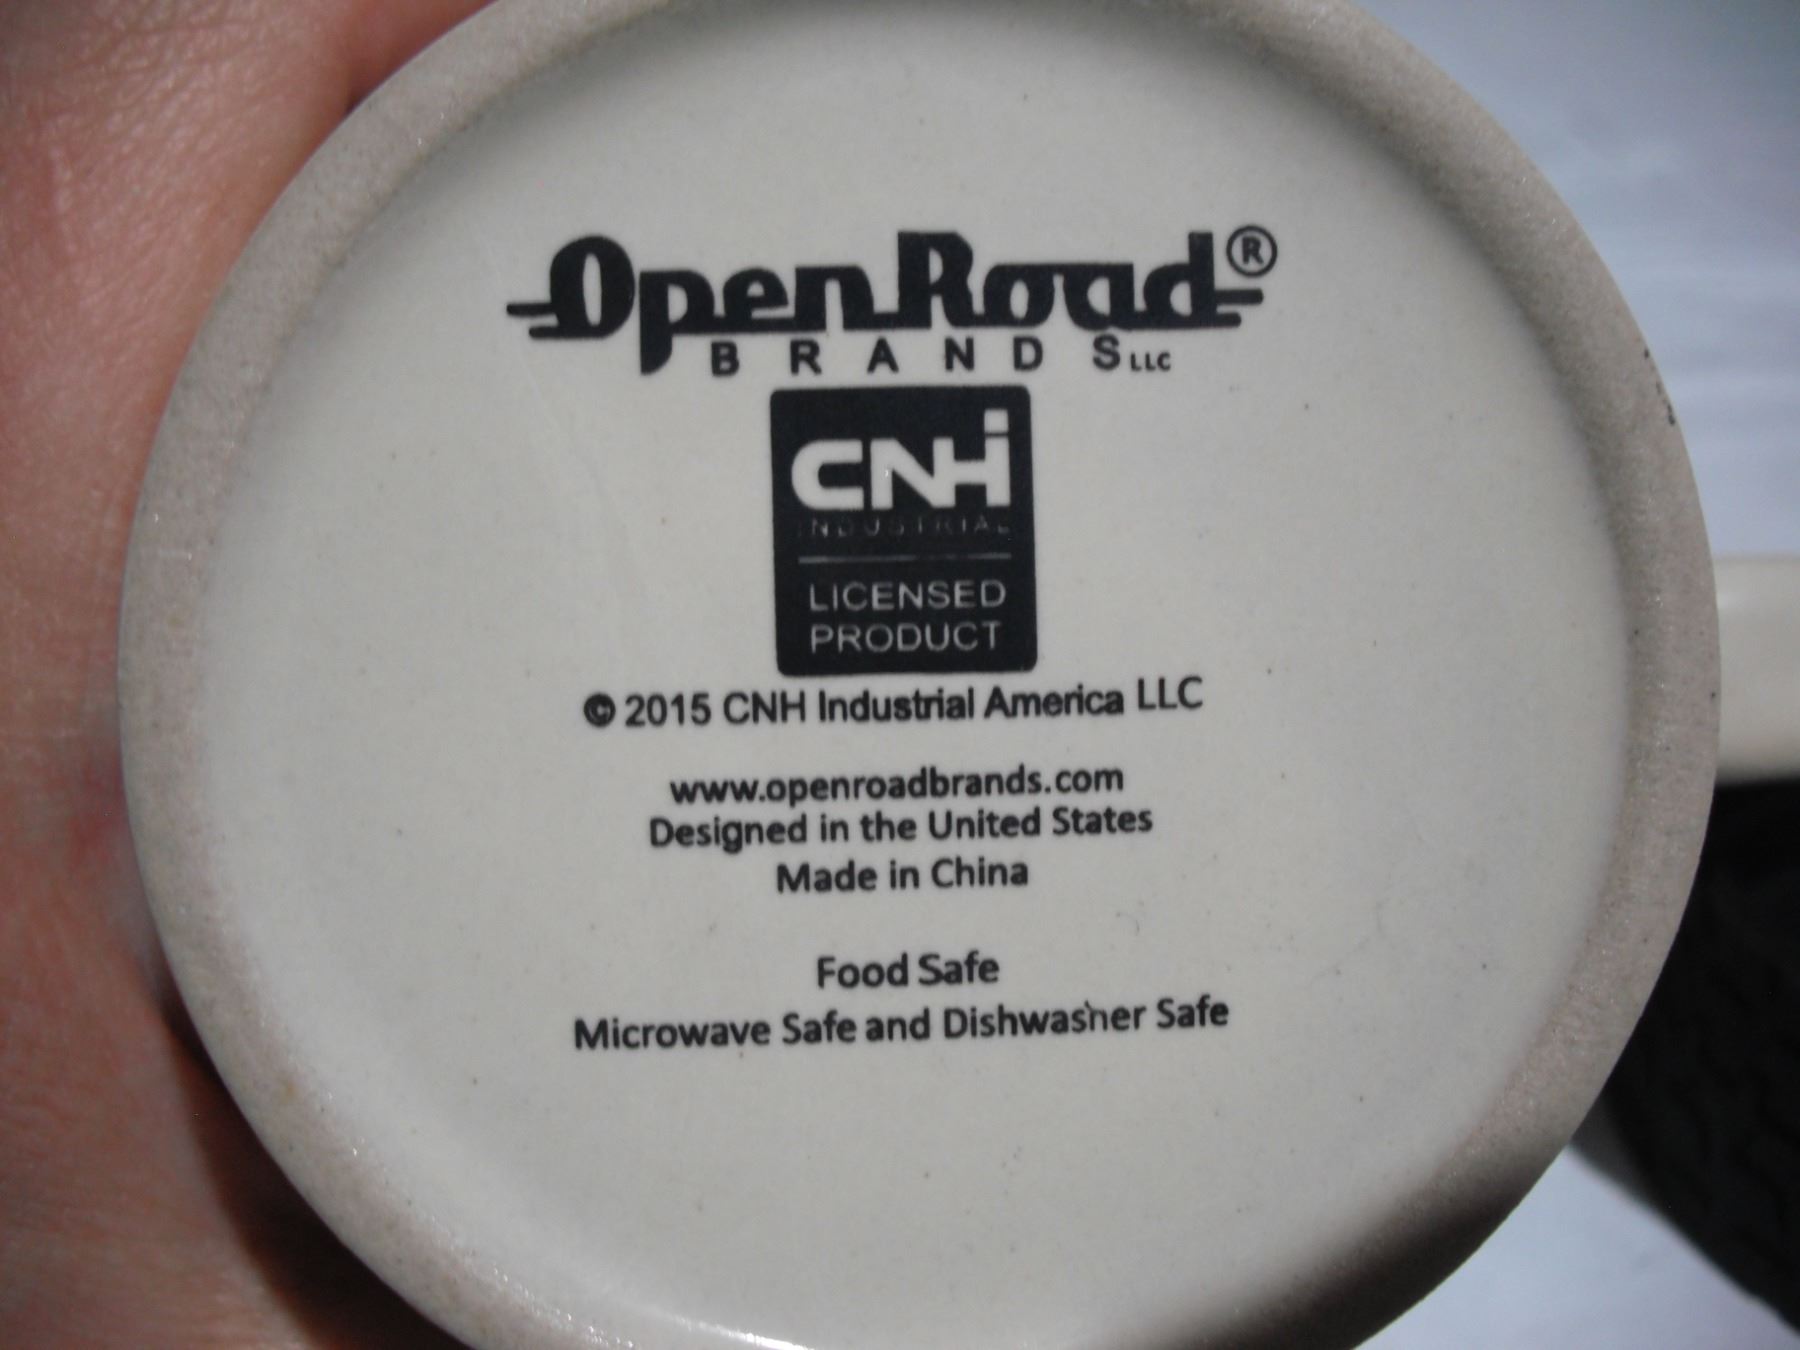 OpenRoad®
BRANDS LLC
CNHi
INDUSTRIAL
LICENSED
PRODUCT
© 2015 CNH Industrial America LLC
www.openroadbrands.com
Designed in the United States
Made in China
Food Safe
Microwave Safe and Dishwasher Safe